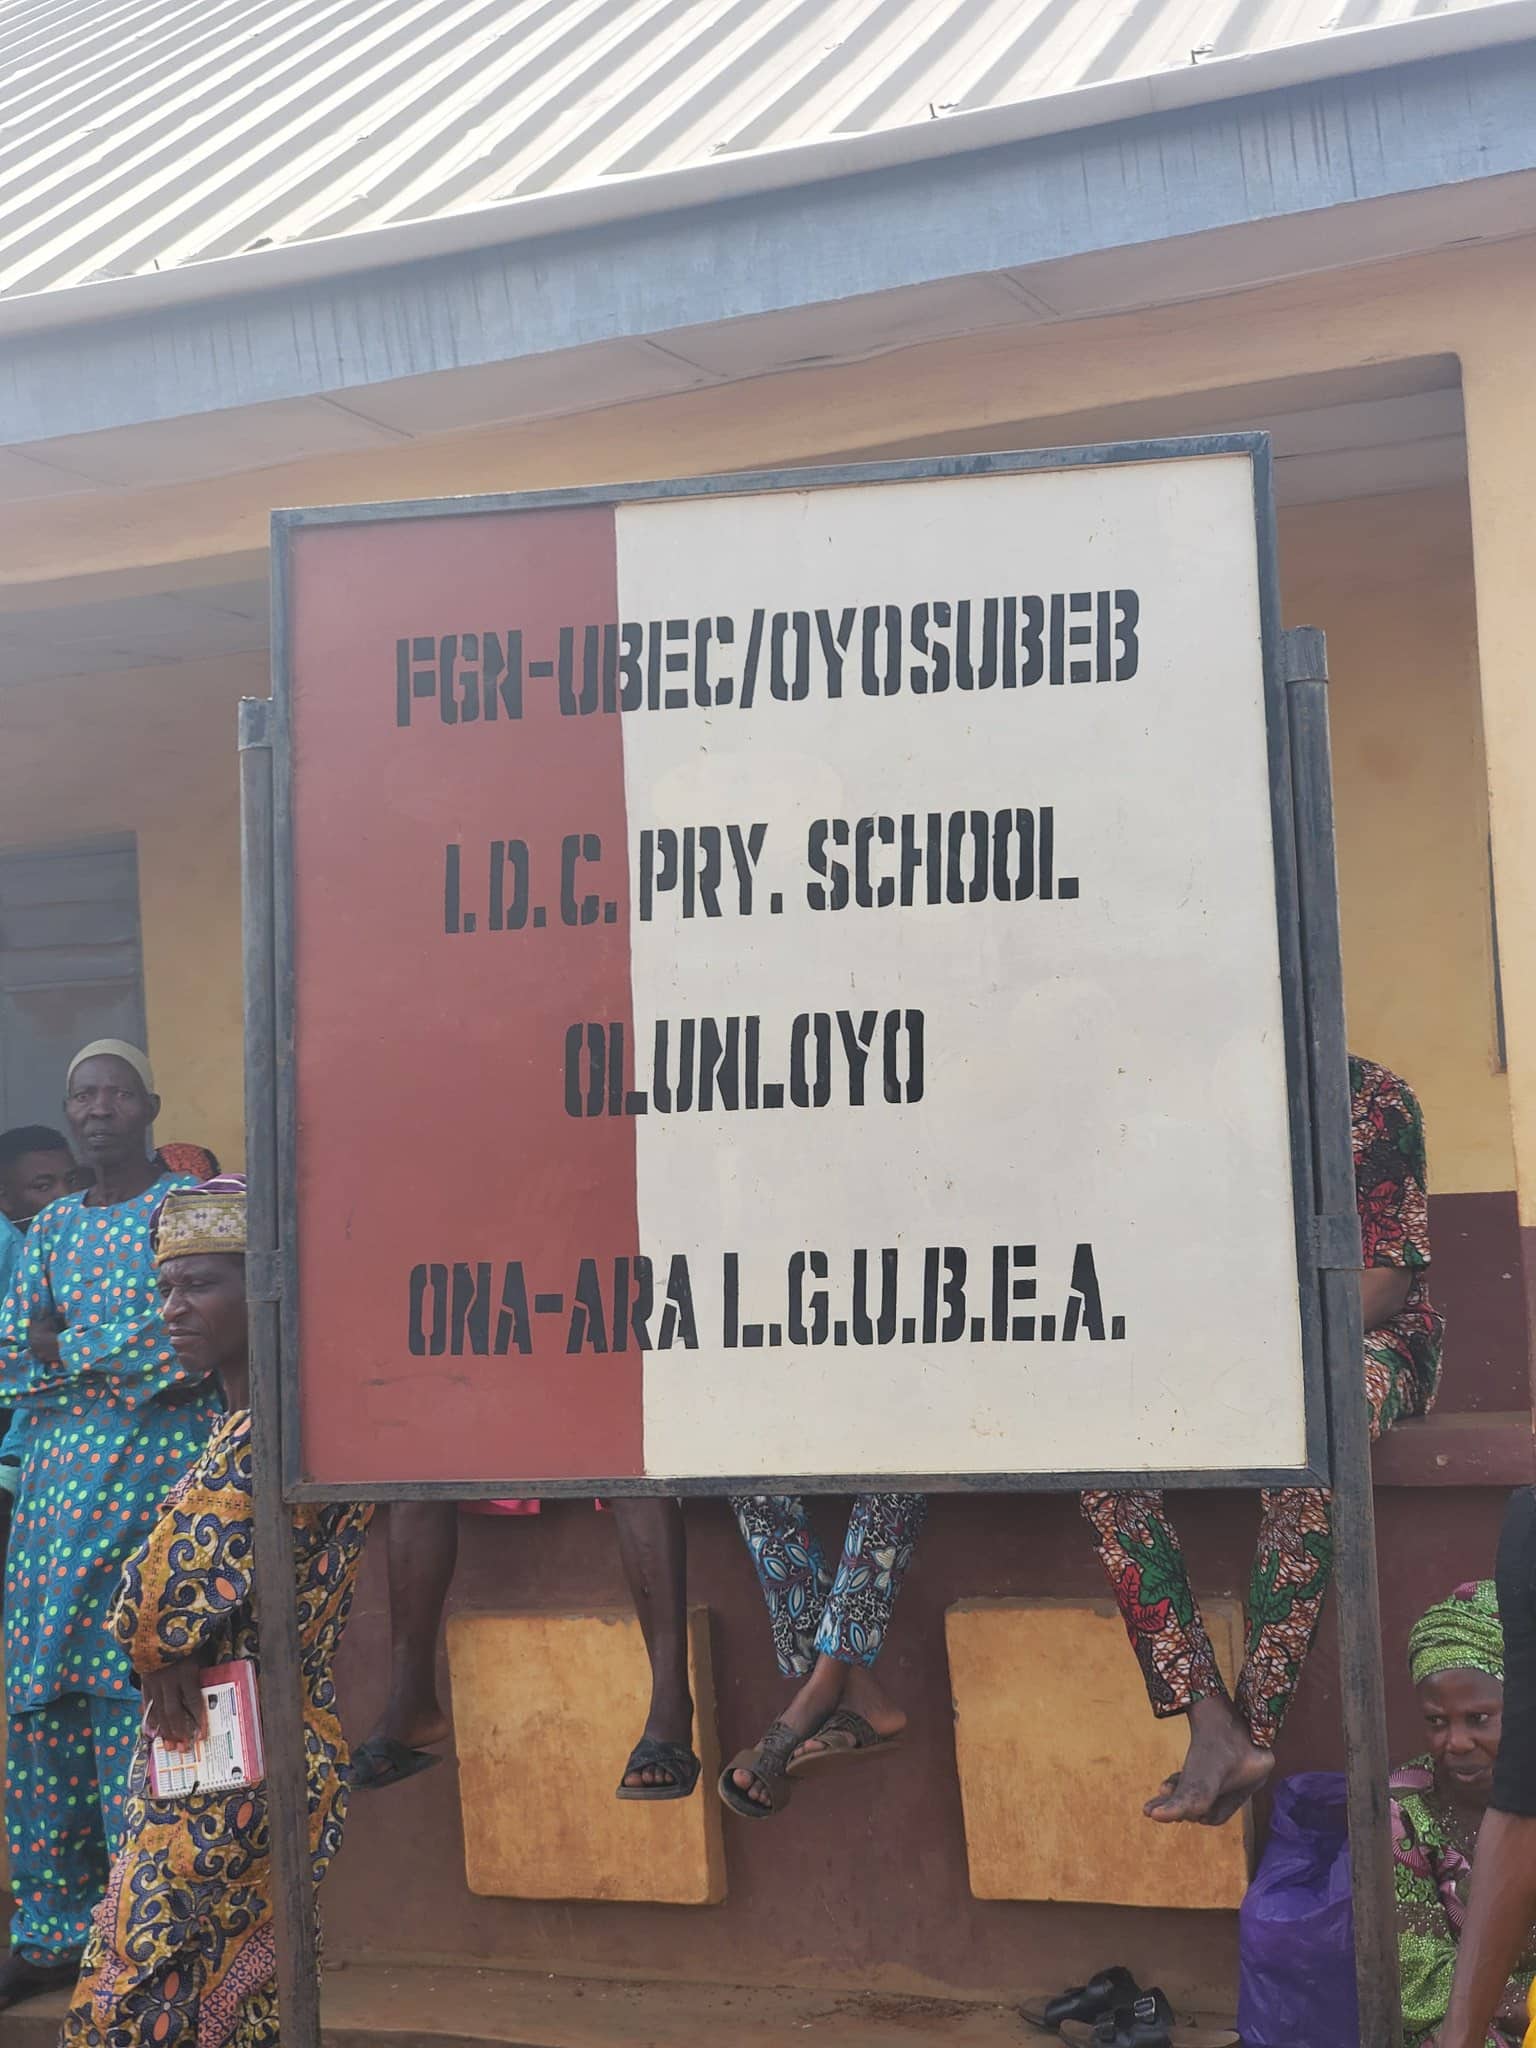 FGN-UBEC/OYOSUBEB
I.D.C. PRY. SCHOOL
OLUNLOYO
ONA-ARA L.G.U.B.E.A.